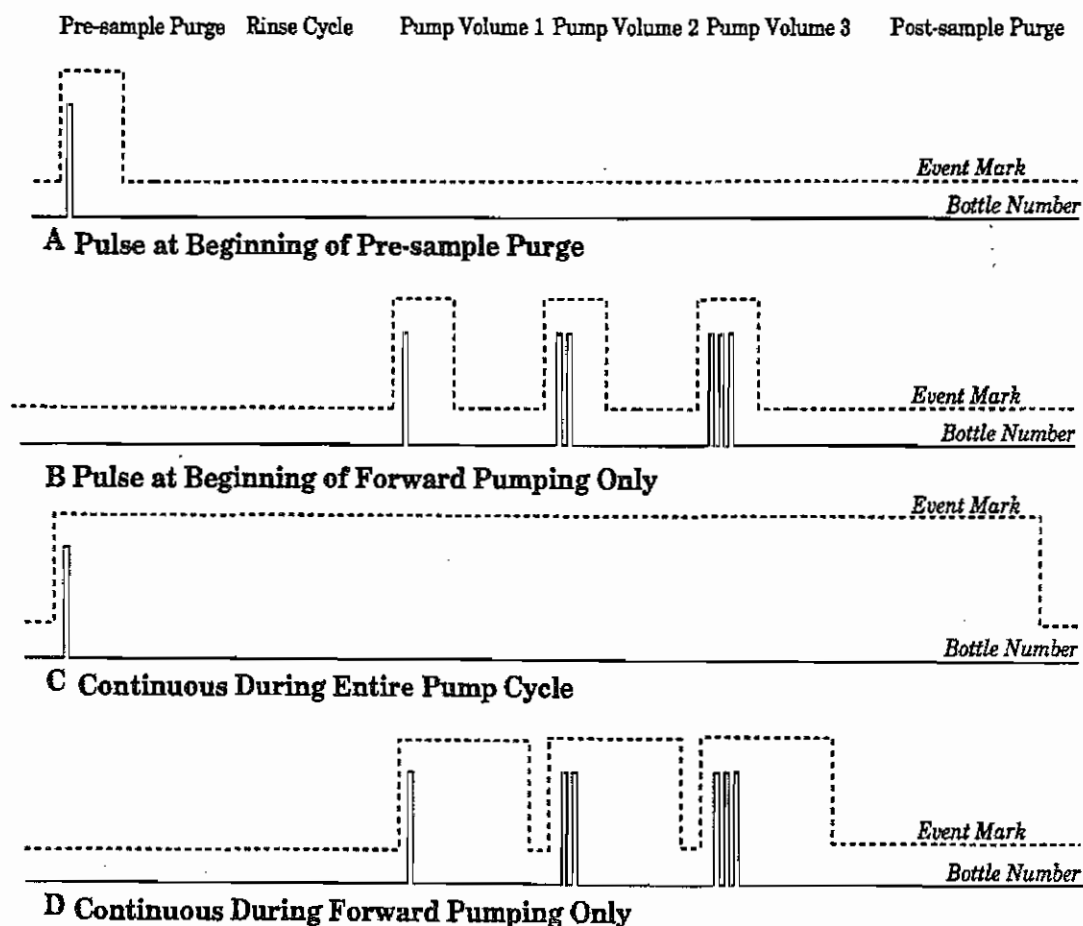 Pre-sample Purge Rinse Cycle Pump Volume 1 Pump Volume 2 Pump Volume 3 Post-sample Purge
Event Mark
Bottle Number
A Pulse at Beginning of Pre-sample Purge
Event Mark
Bottle Number
B Pulse at Beginning of Forward Pumping Only
Event Mark
Bottle Number
C Continuous During Entire Pump Cycle
Event Mark
Bottle Number
D Continuous During Forward Pumping Only